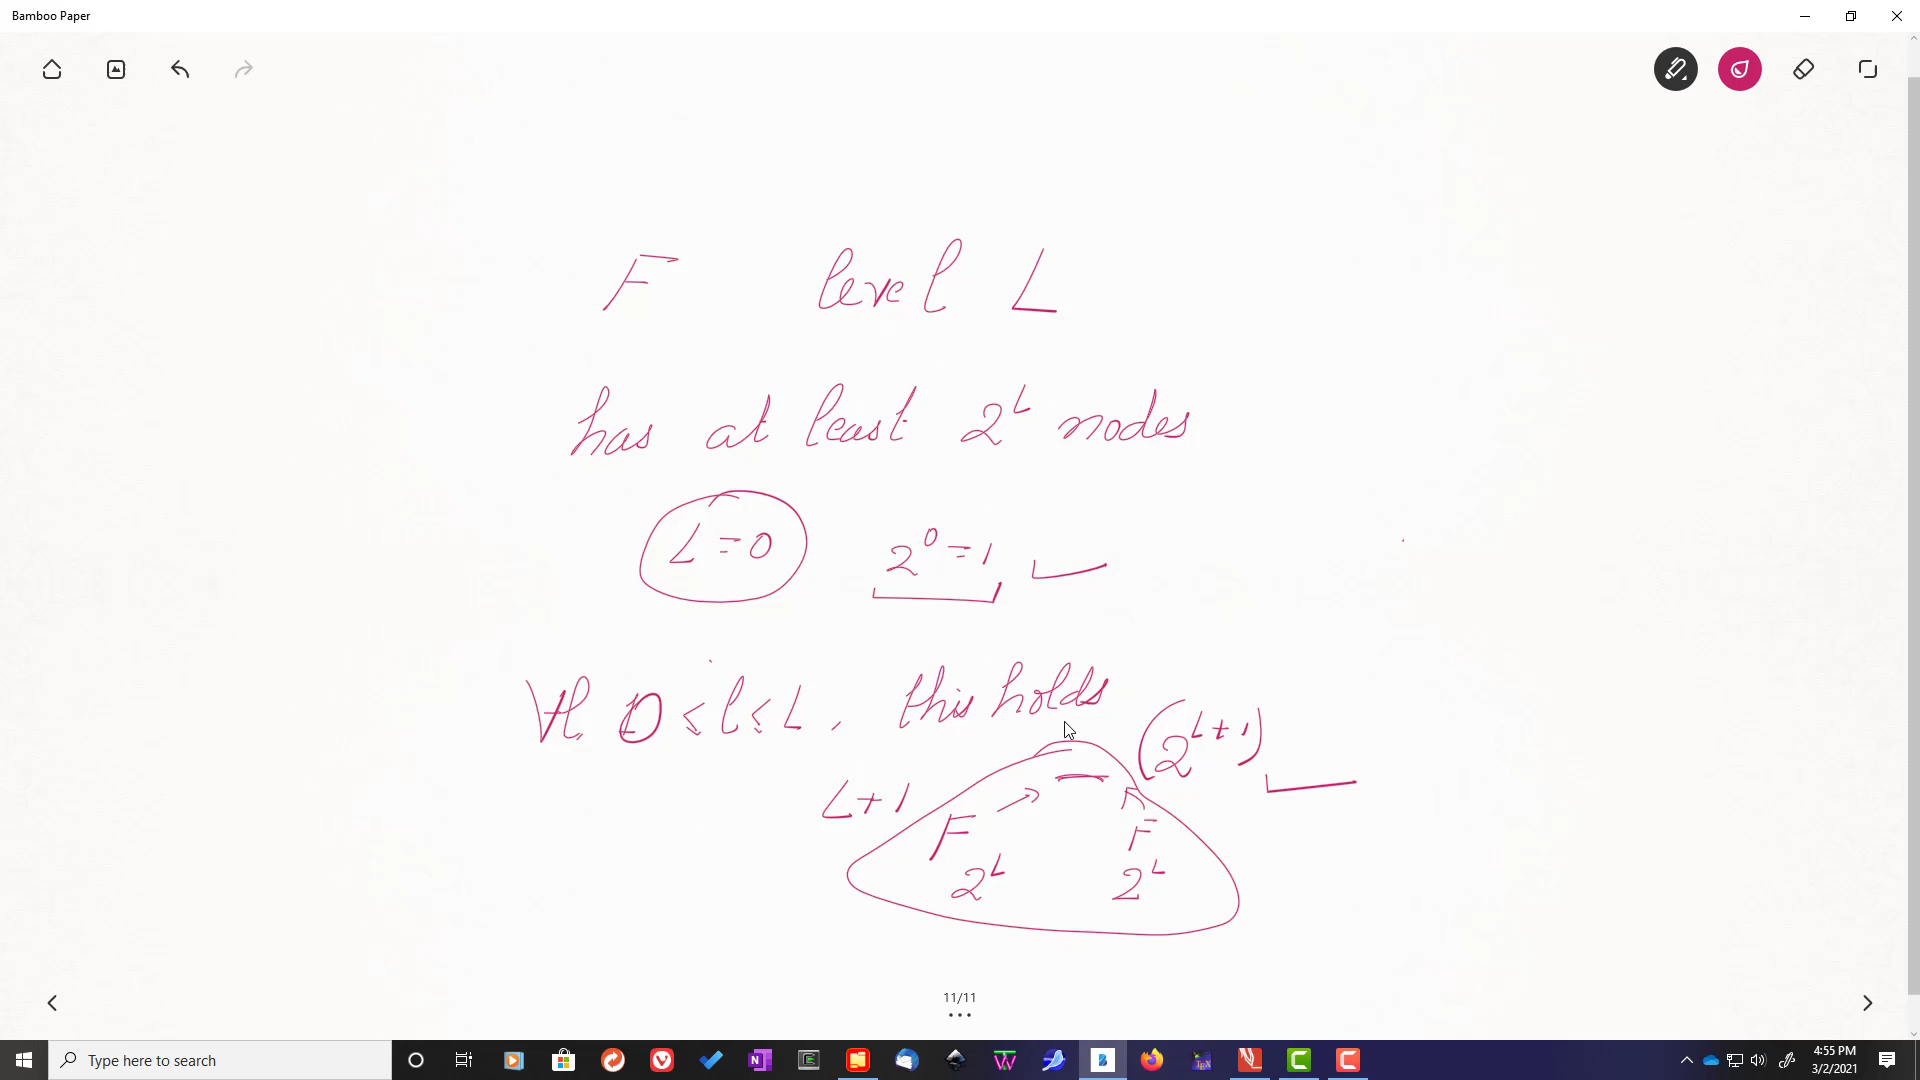 Bamboo Paper
F level L
has at least 2^L nodes
L = 0 2^0 = 1
∀l, 0 ≤ l ≤ L, this holds
(2^{L+1})
L+1
F → F
2^L 2^L
11/11
Type here to search
4:55 PM
3/2/2021